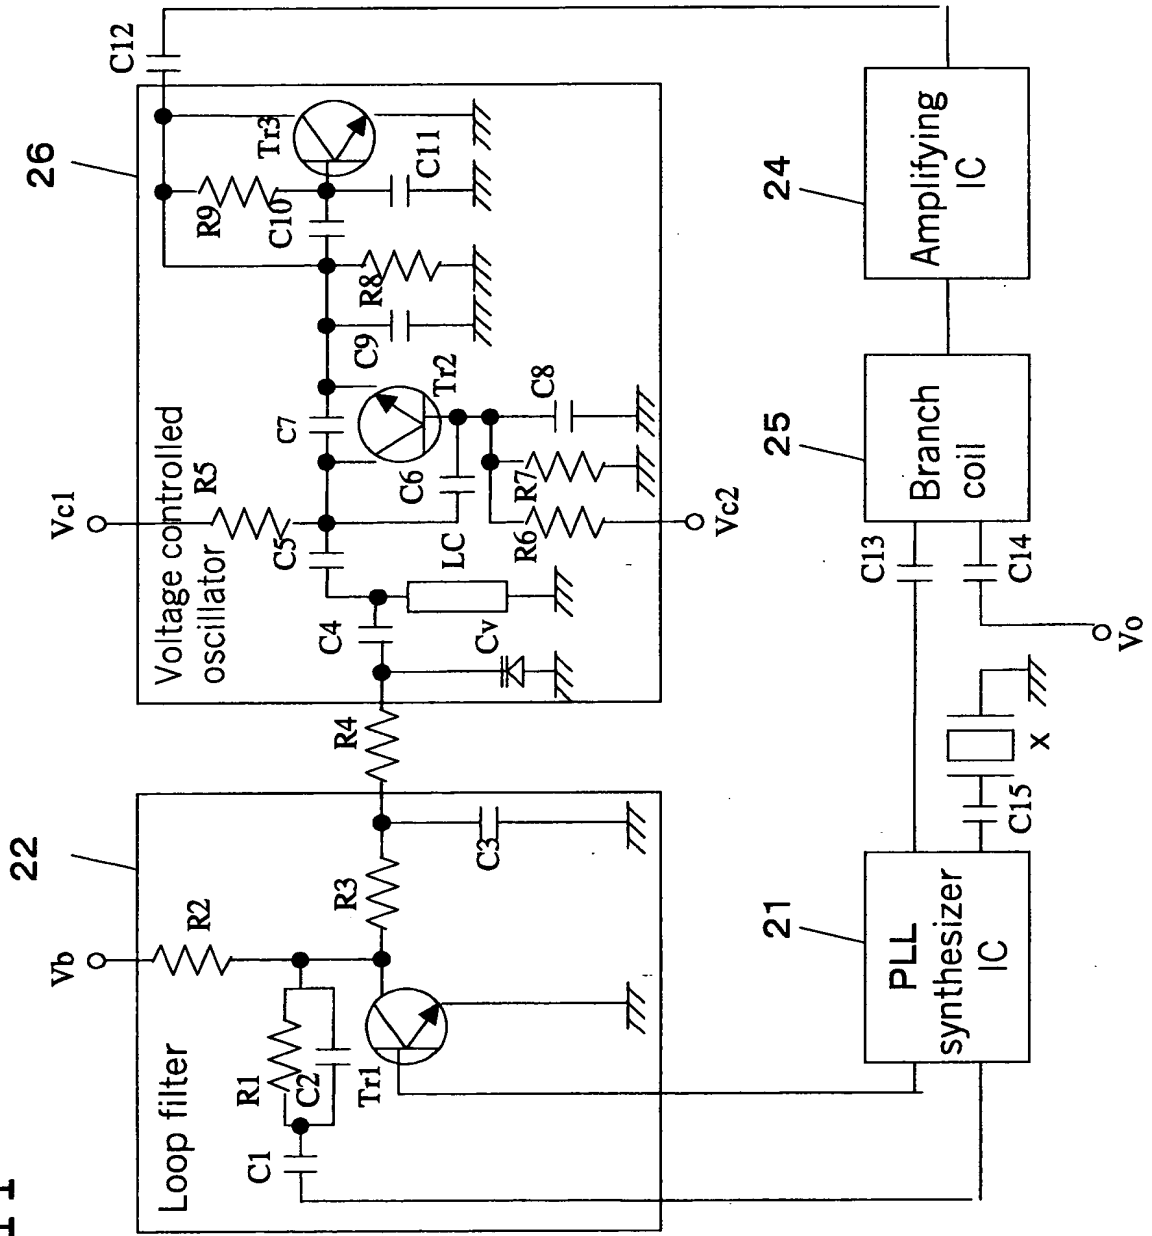 26
C12
Tr3
R9
C10
C11
R8
C9
Tr2
C8
C7
C6
R7
R6
Vc2
Vc1
R5
C5
LC
C4
Cv
Voltage controlled
oscillator
R4
22
Vb
R2
R3
C3
R1
C2
Tr1
C1
Loop filter
24
Amplifying
IC
25
Branch
coil
C13
C14
Vo
X
C15
21
PLL
synthesizer
IC